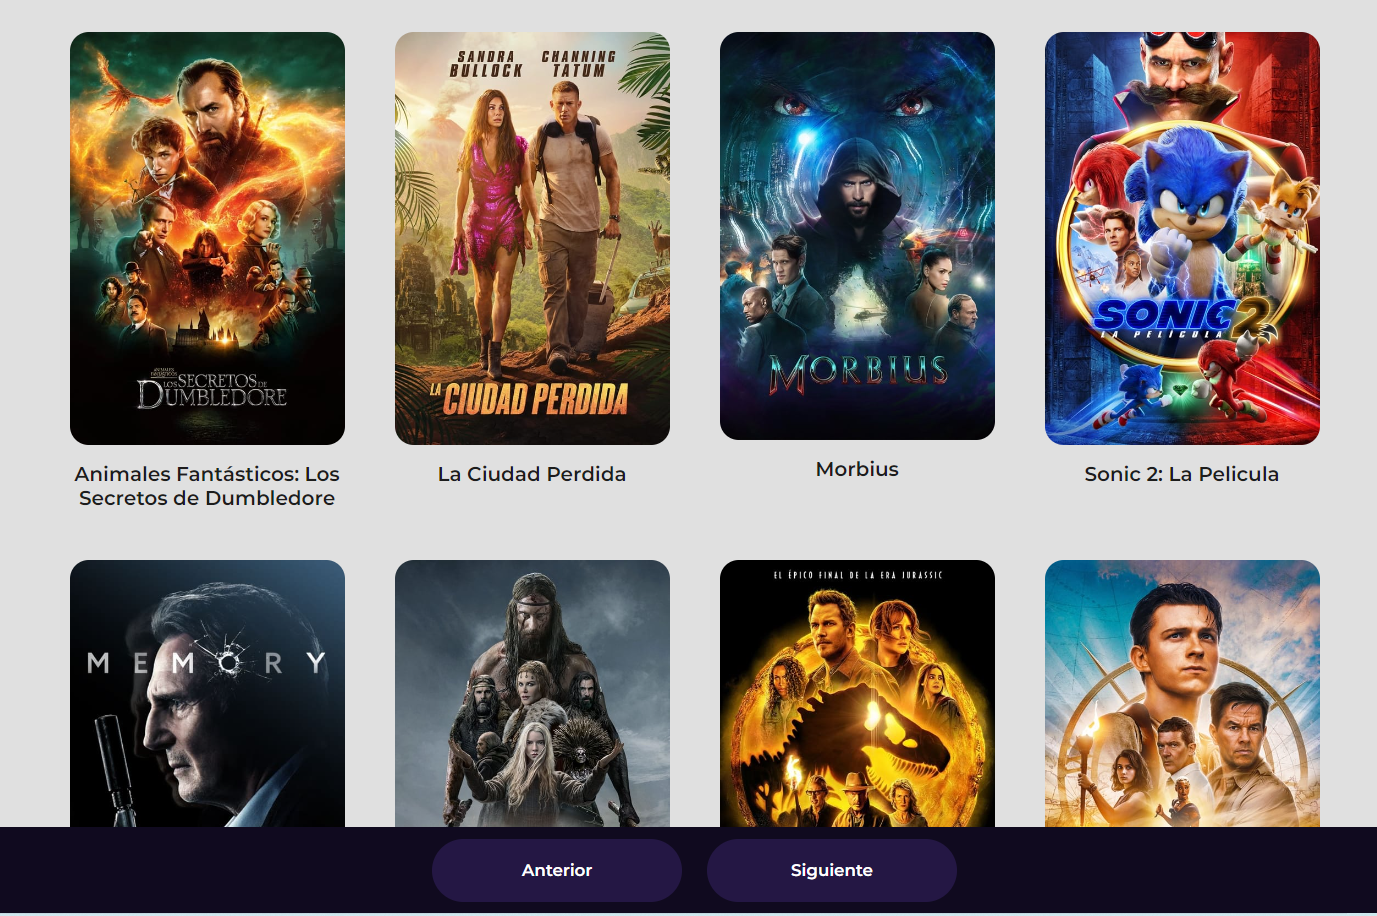 SANDRA BULLOCK
CHANNING TATUM
ANIMALES FANTÁSTICOS
LOS SECRETOS DE
DUMBLEDORE
LA CIUDAD PERDIDA
MORBIUS
SONIC 2
LA PELICULA
Animales Fantásticos: Los
Secretos de Dumbledore
La Ciudad Perdida
Morbius
Sonic 2: La Pelicula
MEMORY
EL ÉPICO FINAL DE LA ERA JURASSIC
Anterior
Siguiente